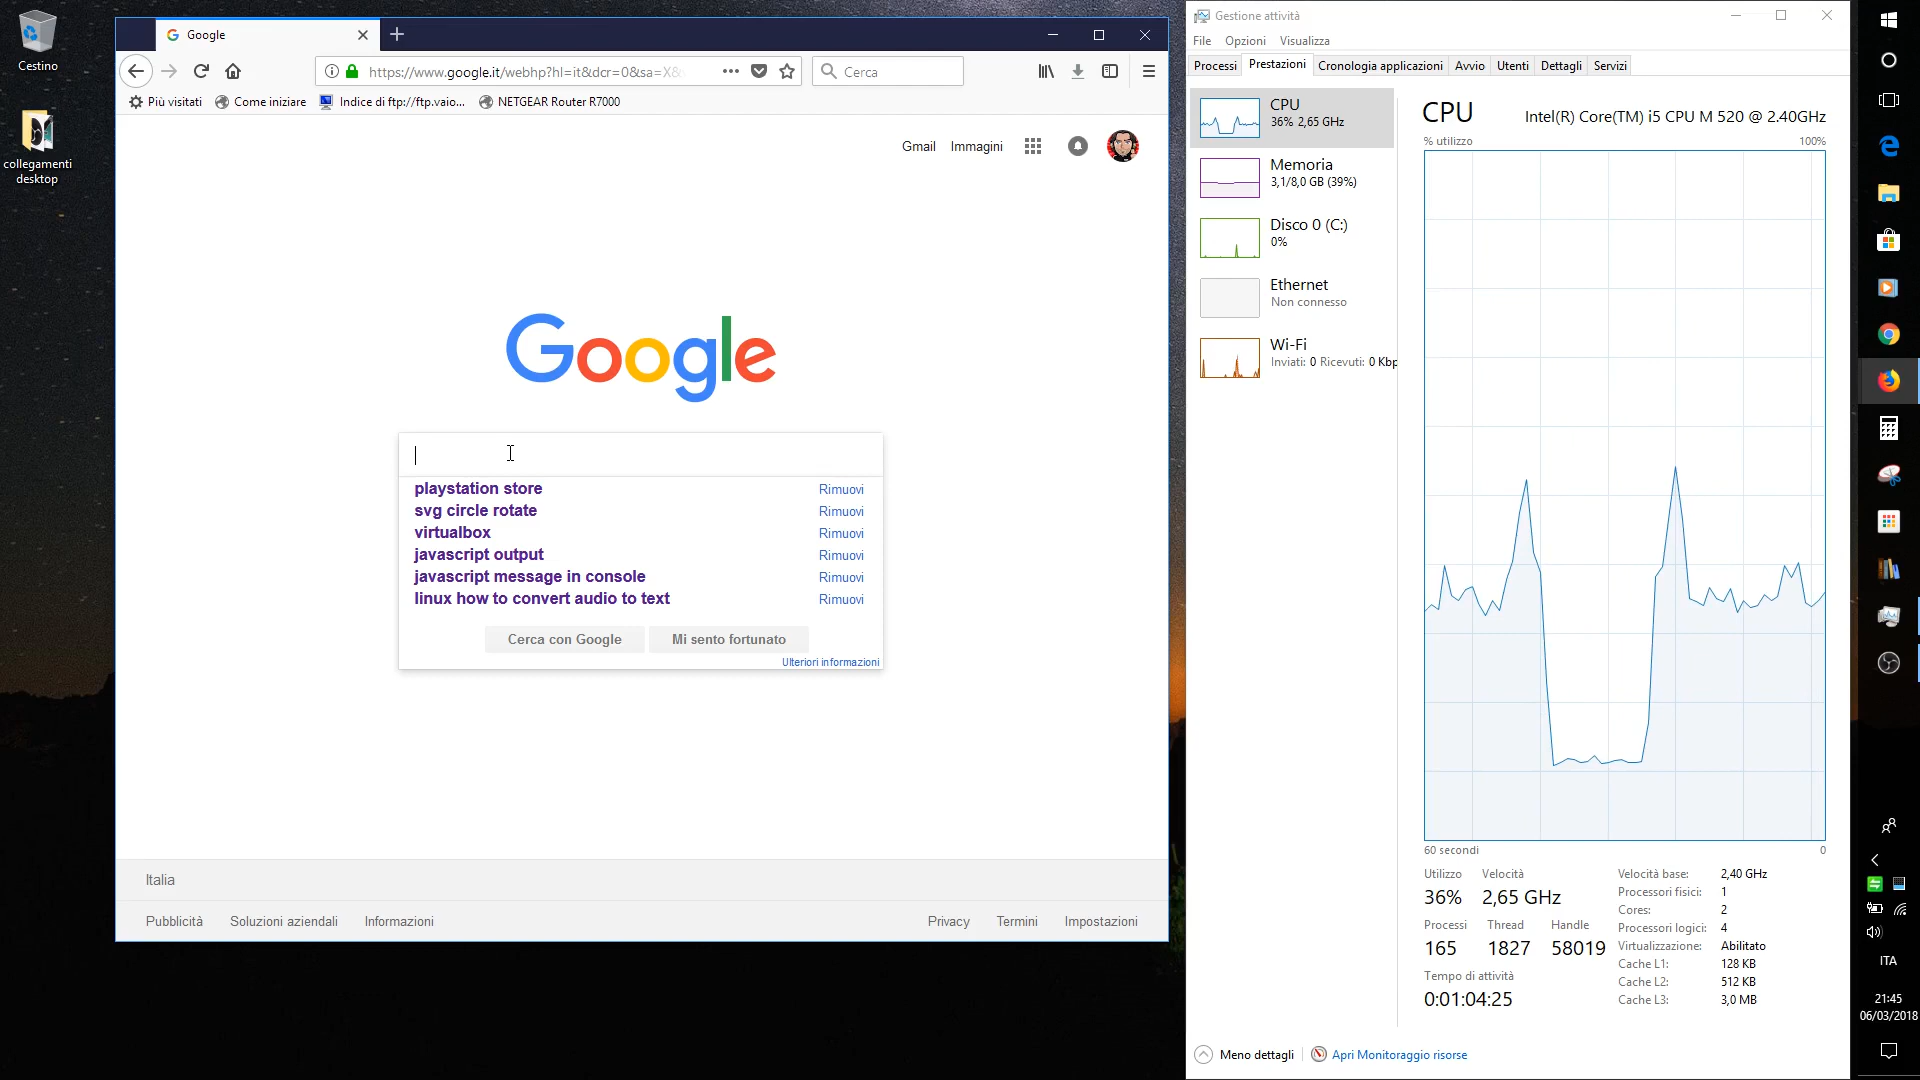 Cestino
collegamenti
desktop
Google
https://www.google.it/webhp?hl=it&dcr=0&sa=X&
Cerca
Più visitati
Come iniziare
Indice di ftp://ftp.vaio...
NETGEAR Router R7000
Gmail
Immagini
Google
playstation store Rimuovi
svg circle rotate Rimuovi
virtualbox Rimuovi
javascript output Rimuovi
javascript message in console Rimuovi
linux how to convert audio to text Rimuovi
Cerca con Google
Mi sento fortunato
Ulteriori informazioni
Italia
Pubblicità Soluzioni aziendali Informazioni
Privacy Termini Impostazioni
Gestione attività
File Opzioni Visualizza
Processi Prestazioni Cronologia applicazioni Avvio Utenti Dettagli Servizi
CPU
36% 2,65 GHz
Memoria
3,1/8,0 GB (39%)
Disco 0 (C:)
0%
Ethernet
Non connesso
Wi-Fi
Inviati: 0 Ricevuti: 0 Kbp
CPU
Intel(R) Core(TM) i5 CPU M 520 @ 2.40GHz
% utilizzo
100%
60 secondi
0
Utilizzo Velocità
36% 2,65 GHz
Processi Thread Handle
165 1827 58019
Tempo di attività
0:01:04:25
Velocità base: 2,40 GHz
Processori fisici: 1
Cores: 2
Processori logici: 4
Virtualizzazione: Abilitato
Cache L1: 128 KB
Cache L2: 512 KB
Cache L3: 3,0 MB
Meno dettagli
Apri Monitoraggio risorse
ITA
21:45
06/03/2018